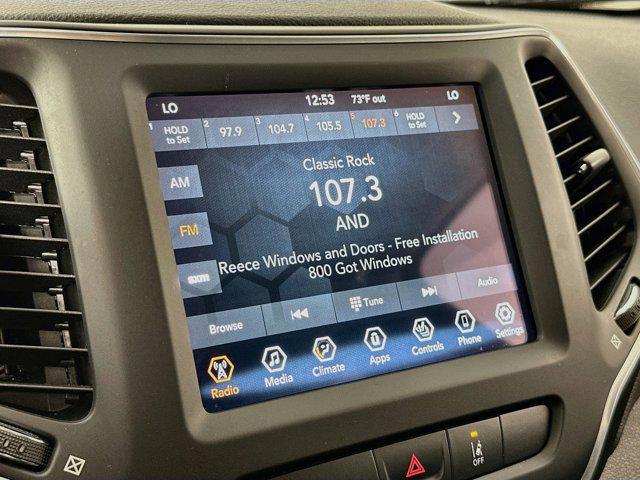 LO 12:53 73°F out LO
1 HOLD to Set 2 97.9 3 104.7 4 105.5 5 107.3 6 HOLD to Set
Classic Rock
AM
107.3
FM
AND
sxm
Reece Windows and Doors - Free Installation
800 Got Windows
Browse Tune Audio
Radio Media Climate Apps Controls Phone Settings
OFF